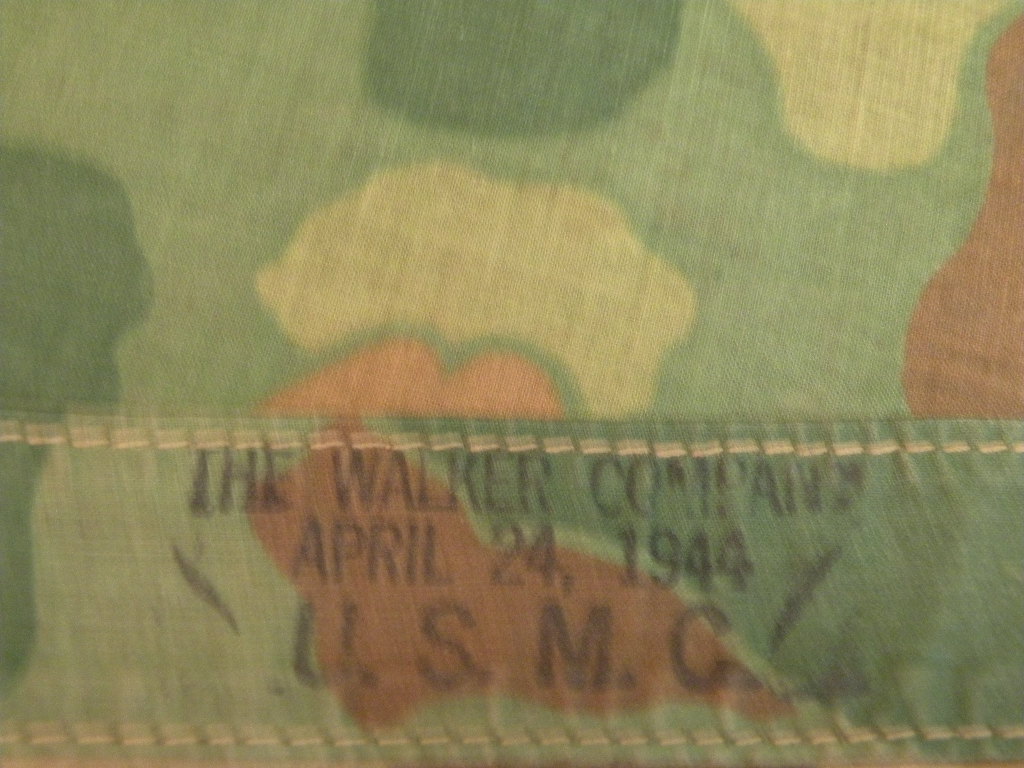 THE WALKER COMPANY
APRIL 24, 1944
U. S. M. C.